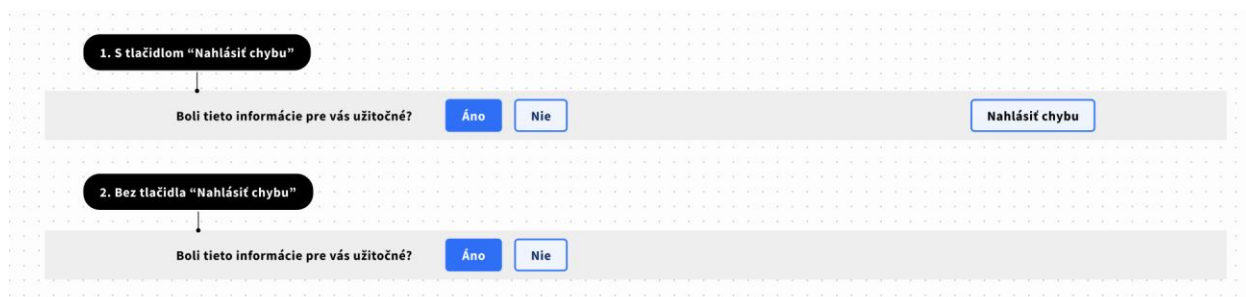 1. S tlačidlom “Nahlásiť chybu”
Boli tieto informácie pre vás užitočné? Áno Nie Nahlásiť chybu
2. Bez tlačidla “Nahlásiť chybu”
Boli tieto informácie pre vás užitočné? Áno Nie